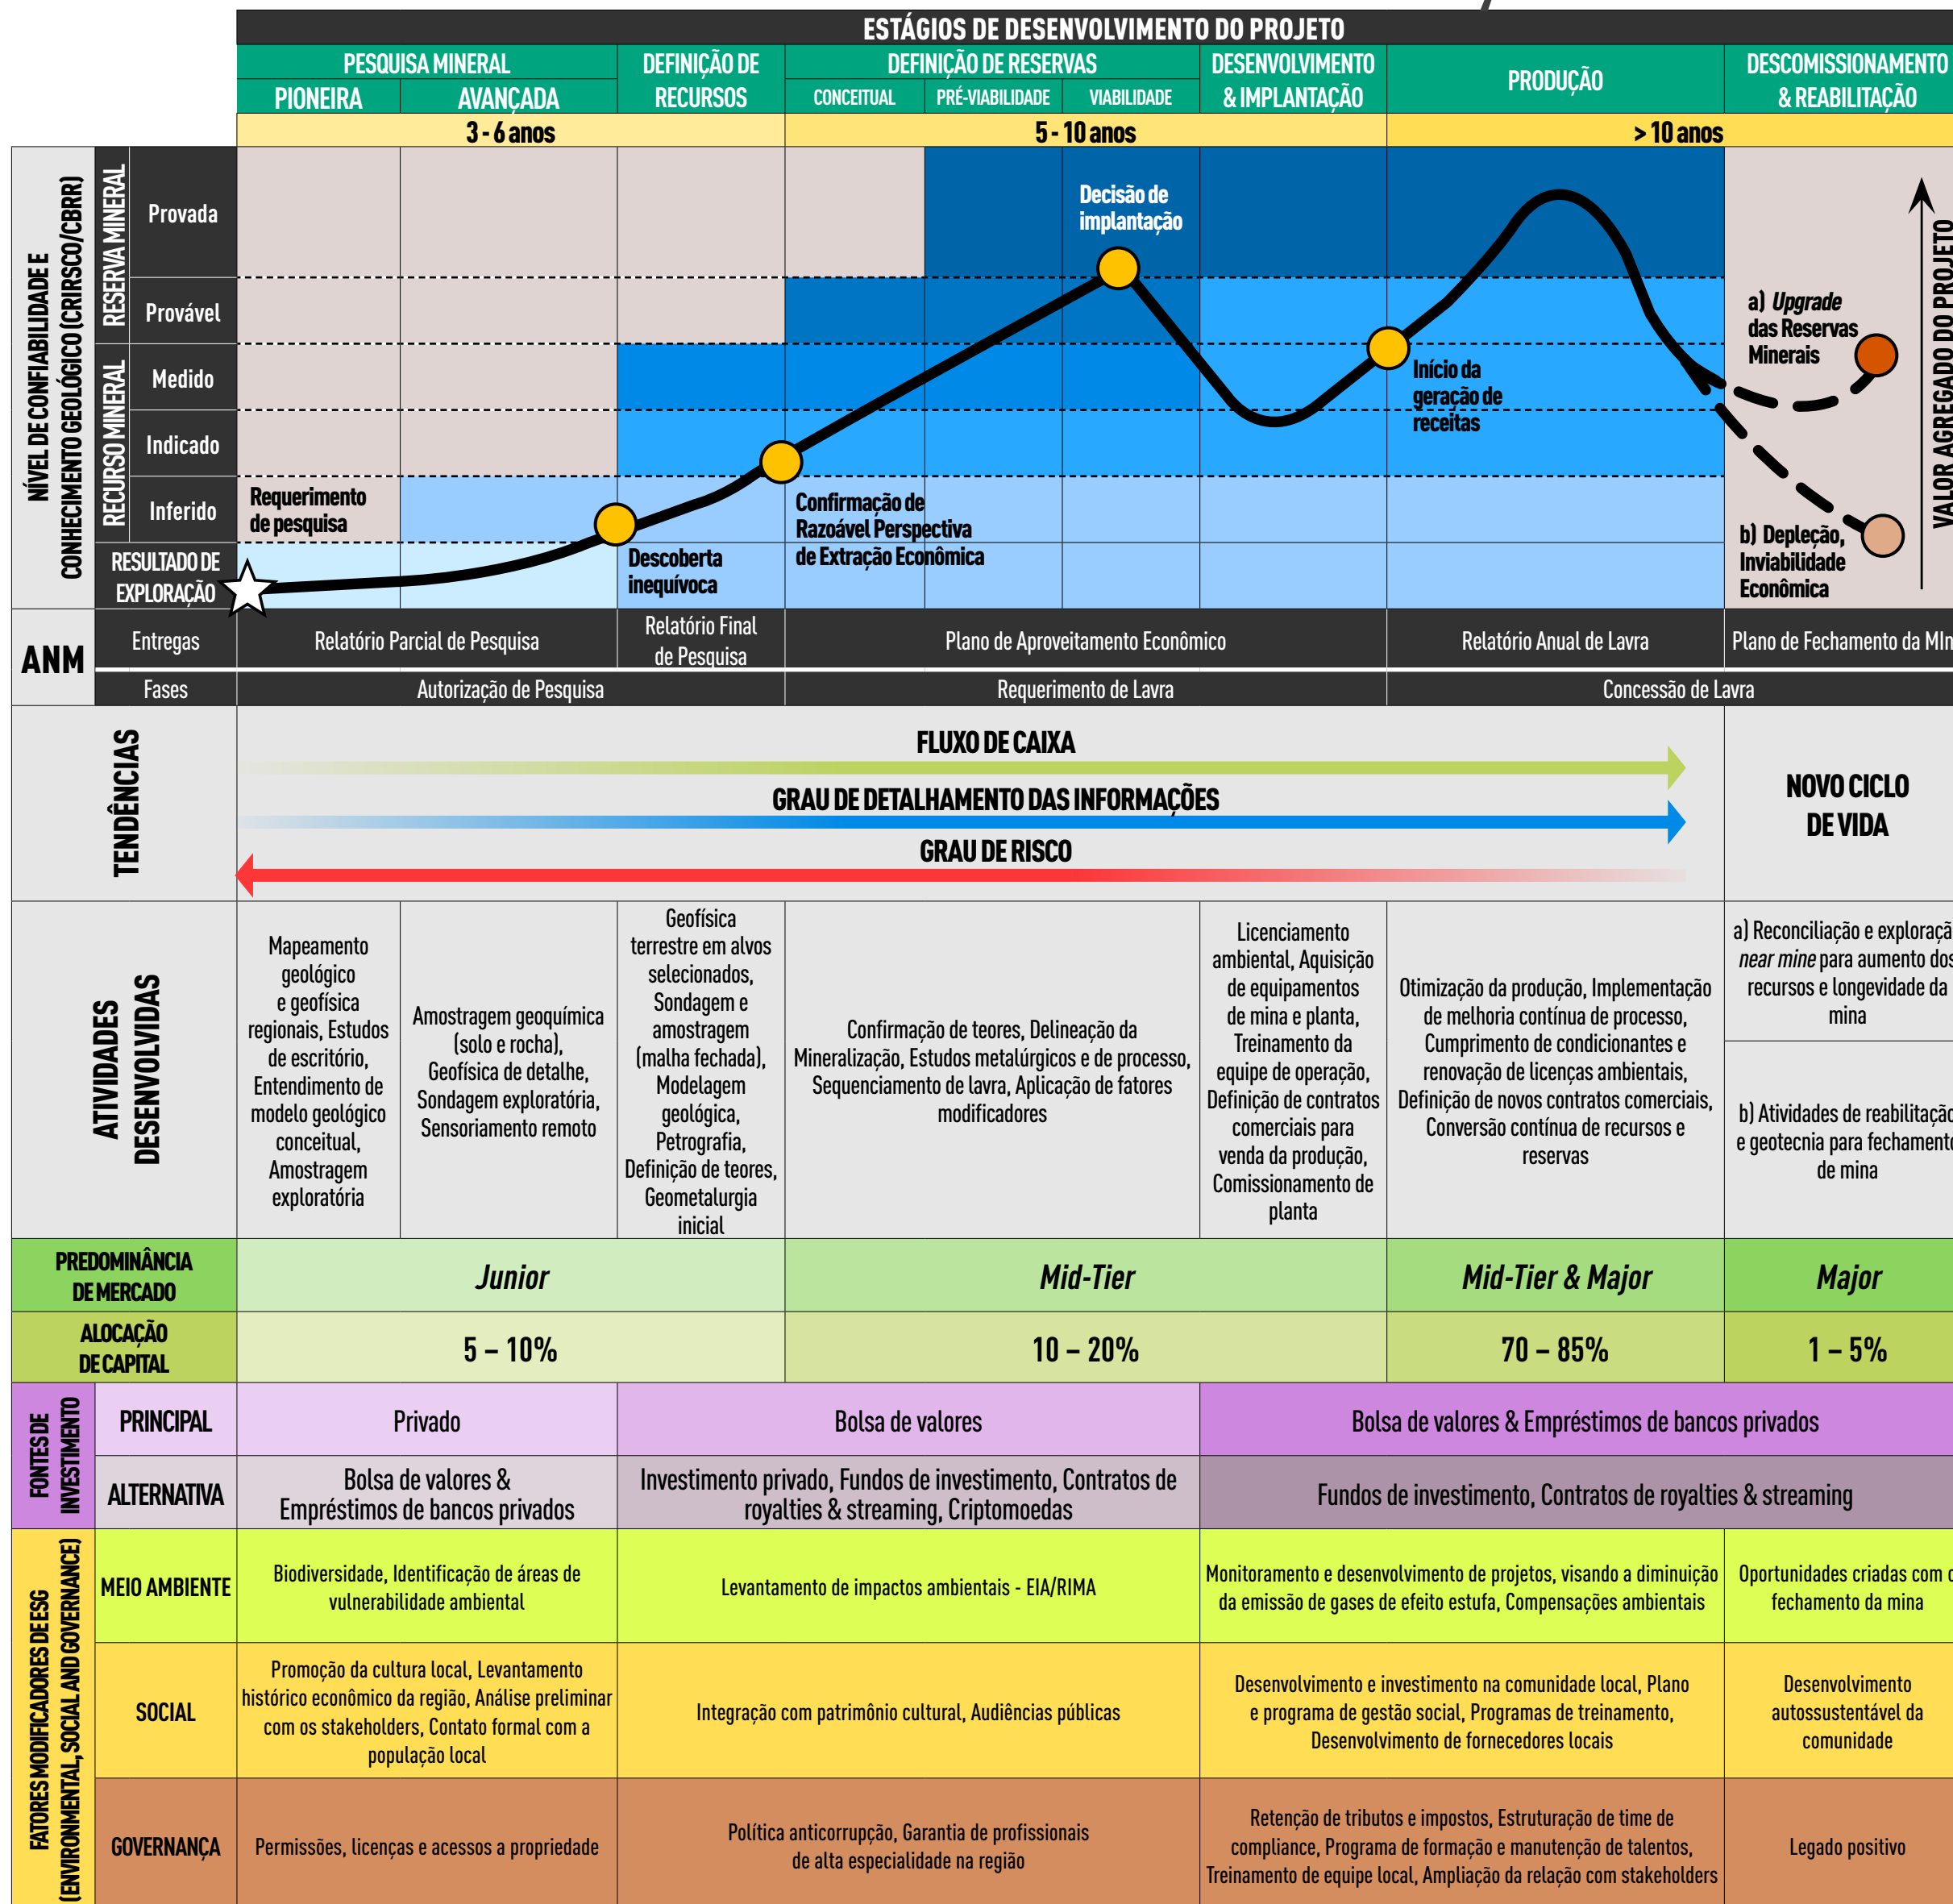 ESTÁGIOS DE DESENVOLVIMENTO DO PROJETO
PESQUISA MINERAL
DEFINIÇÃO DE
RECURSOS
DEFINIÇÃO DE RESERVAS
DESENVOLVIMENTO
& IMPLANTAÇÃO
PRODUÇÃO
DESCOMISSIONAMENTO
& REABILITAÇÃO
PIONEIRA
AVANÇADA
CONCEITUAL
PRÉ-VIABILIDADE
VIABILIDADE
3 - 6 anos
5 - 10 anos
> 10 anos
NÍVEL DE CONFIABILIDADE E
CONHECIMENTO GEOLÓGICO (CRIRSCO/CBRR)
RESERVA MINERAL
Provada
Provável
RECURSO MINERAL
Medido
Indicado
Inferido
RESULTADO DE
EXPLORAÇÃO
Requerimento
de pesquisa
Descoberta
inequívoca
Confirmação de
Razoável Perspectiva
de Extração Econômica
Decisão de
implantação
Início da
geração de
receitas
a) Upgrade
das Reservas
Minerais
b) Depleção,
Inviabilidade
Econômica
VALOR AGREGADO DO PROJETO
ANM
Entregas
Relatório Parcial de Pesquisa
Relatório Final
de Pesquisa
Plano de Aproveitamento Econômico
Relatório Anual de Lavra
Plano de Fechamento da MIn
Fases
Autorização de Pesquisa
Requerimento de Lavra
Concessão de Lavra
TENDÊNCIAS
FLUXO DE CAIXA
GRAU DE DETALHAMENTO DAS INFORMAÇÕES
GRAU DE RISCO
NOVO CICLO
DE VIDA
ATIVIDADES
DESENVOLVIDAS
Mapeamento
geológico
e geofísica
regionais, Estudos
de escritório,
Entendimento de
modelo geológico
conceitual,
Amostragem
exploratória
Amostragem geoquímica
(solo e rocha),
Geofísica de detalhe,
Sondagem exploratória,
Sensoriamento remoto
Geofísica
terrestre em alvos
selecionados,
Sondagem e
amostragem
(malha fechada),
Modelagem
geológica,
Petrografia,
Definição de teores,
Geometalurgia
inicial
Confirmação de teores, Delineação da
Mineralização, Estudos metalúrgicos e de processo,
Sequenciamento de lavra, Aplicação de fatores
modificadores
Licenciamento
ambiental, Aquisição
de equipamentos
de mina e planta,
Treinamento da
equipe de operação,
Definição de contratos
comerciais para
venda da produção,
Comissionamento de
planta
Otimização da produção, Implementação
de melhoria contínua de processo,
Cumprimento de condicionantes e
renovação de licenças ambientais,
Definição de novos contratos comerciais,
Conversão contínua de recursos e
reservas
a) Reconciliação e exploraçã
near mine para aumento dos
recursos e longevidade da
mina
b) Atividades de reabilitação
e geotecnia para fechamento
de mina
PREDOMINÂNCIA
DE MERCADO
Junior
Mid-Tier
Mid-Tier & Major
Major
ALOCAÇÃO
DE CAPITAL
5 – 10%
10 – 20%
70 – 85%
1 – 5%
FONTES DE
INVESTIMENTO
PRINCIPAL
Privado
Bolsa de valores
Bolsa de valores & Empréstimos de bancos privados
ALTERNATIVA
Bolsa de valores &
Empréstimos de bancos privados
Investimento privado, Fundos de investimento, Contratos de
royalties & streaming, Criptomoedas
Fundos de investimento, Contratos de royalties & streaming
FATORES MODIFICADORES DE ESG
(ENVIRONMENTAL, SOCIAL AND GOVERNANCE)
MEIO AMBIENTE
Biodiversidade, Identificação de áreas de
vulnerabilidade ambiental
Levantamento de impactos ambientais - EIA/RIMA
Monitoramento e desenvolvimento de projetos, visando a diminuição
da emissão de gases de efeito estufa, Compensações ambientais
Oportunidades criadas com o
fechamento da mina
SOCIAL
Promoção da cultura local, Levantamento
histórico econômico da região, Análise preliminar
com os stakeholders, Contato formal com a
população local
Integração com patrimônio cultural, Audiências públicas
Desenvolvimento e investimento na comunidade local, Plano
e programa de gestão social, Programas de treinamento,
Desenvolvimento de fornecedores locais
Desenvolvimento
autossustentável da
comunidade
GOVERNANÇA
Permissões, licenças e acessos a propriedade
Política anticorrupção, Garantia de profissionais
de alta especialidade na região
Retenção de tributos e impostos, Estruturação de time de
compliance, Programa de formação e manutenção de talentos,
Treinamento de equipe local, Ampliação da relação com stakeholders
Legado positivo